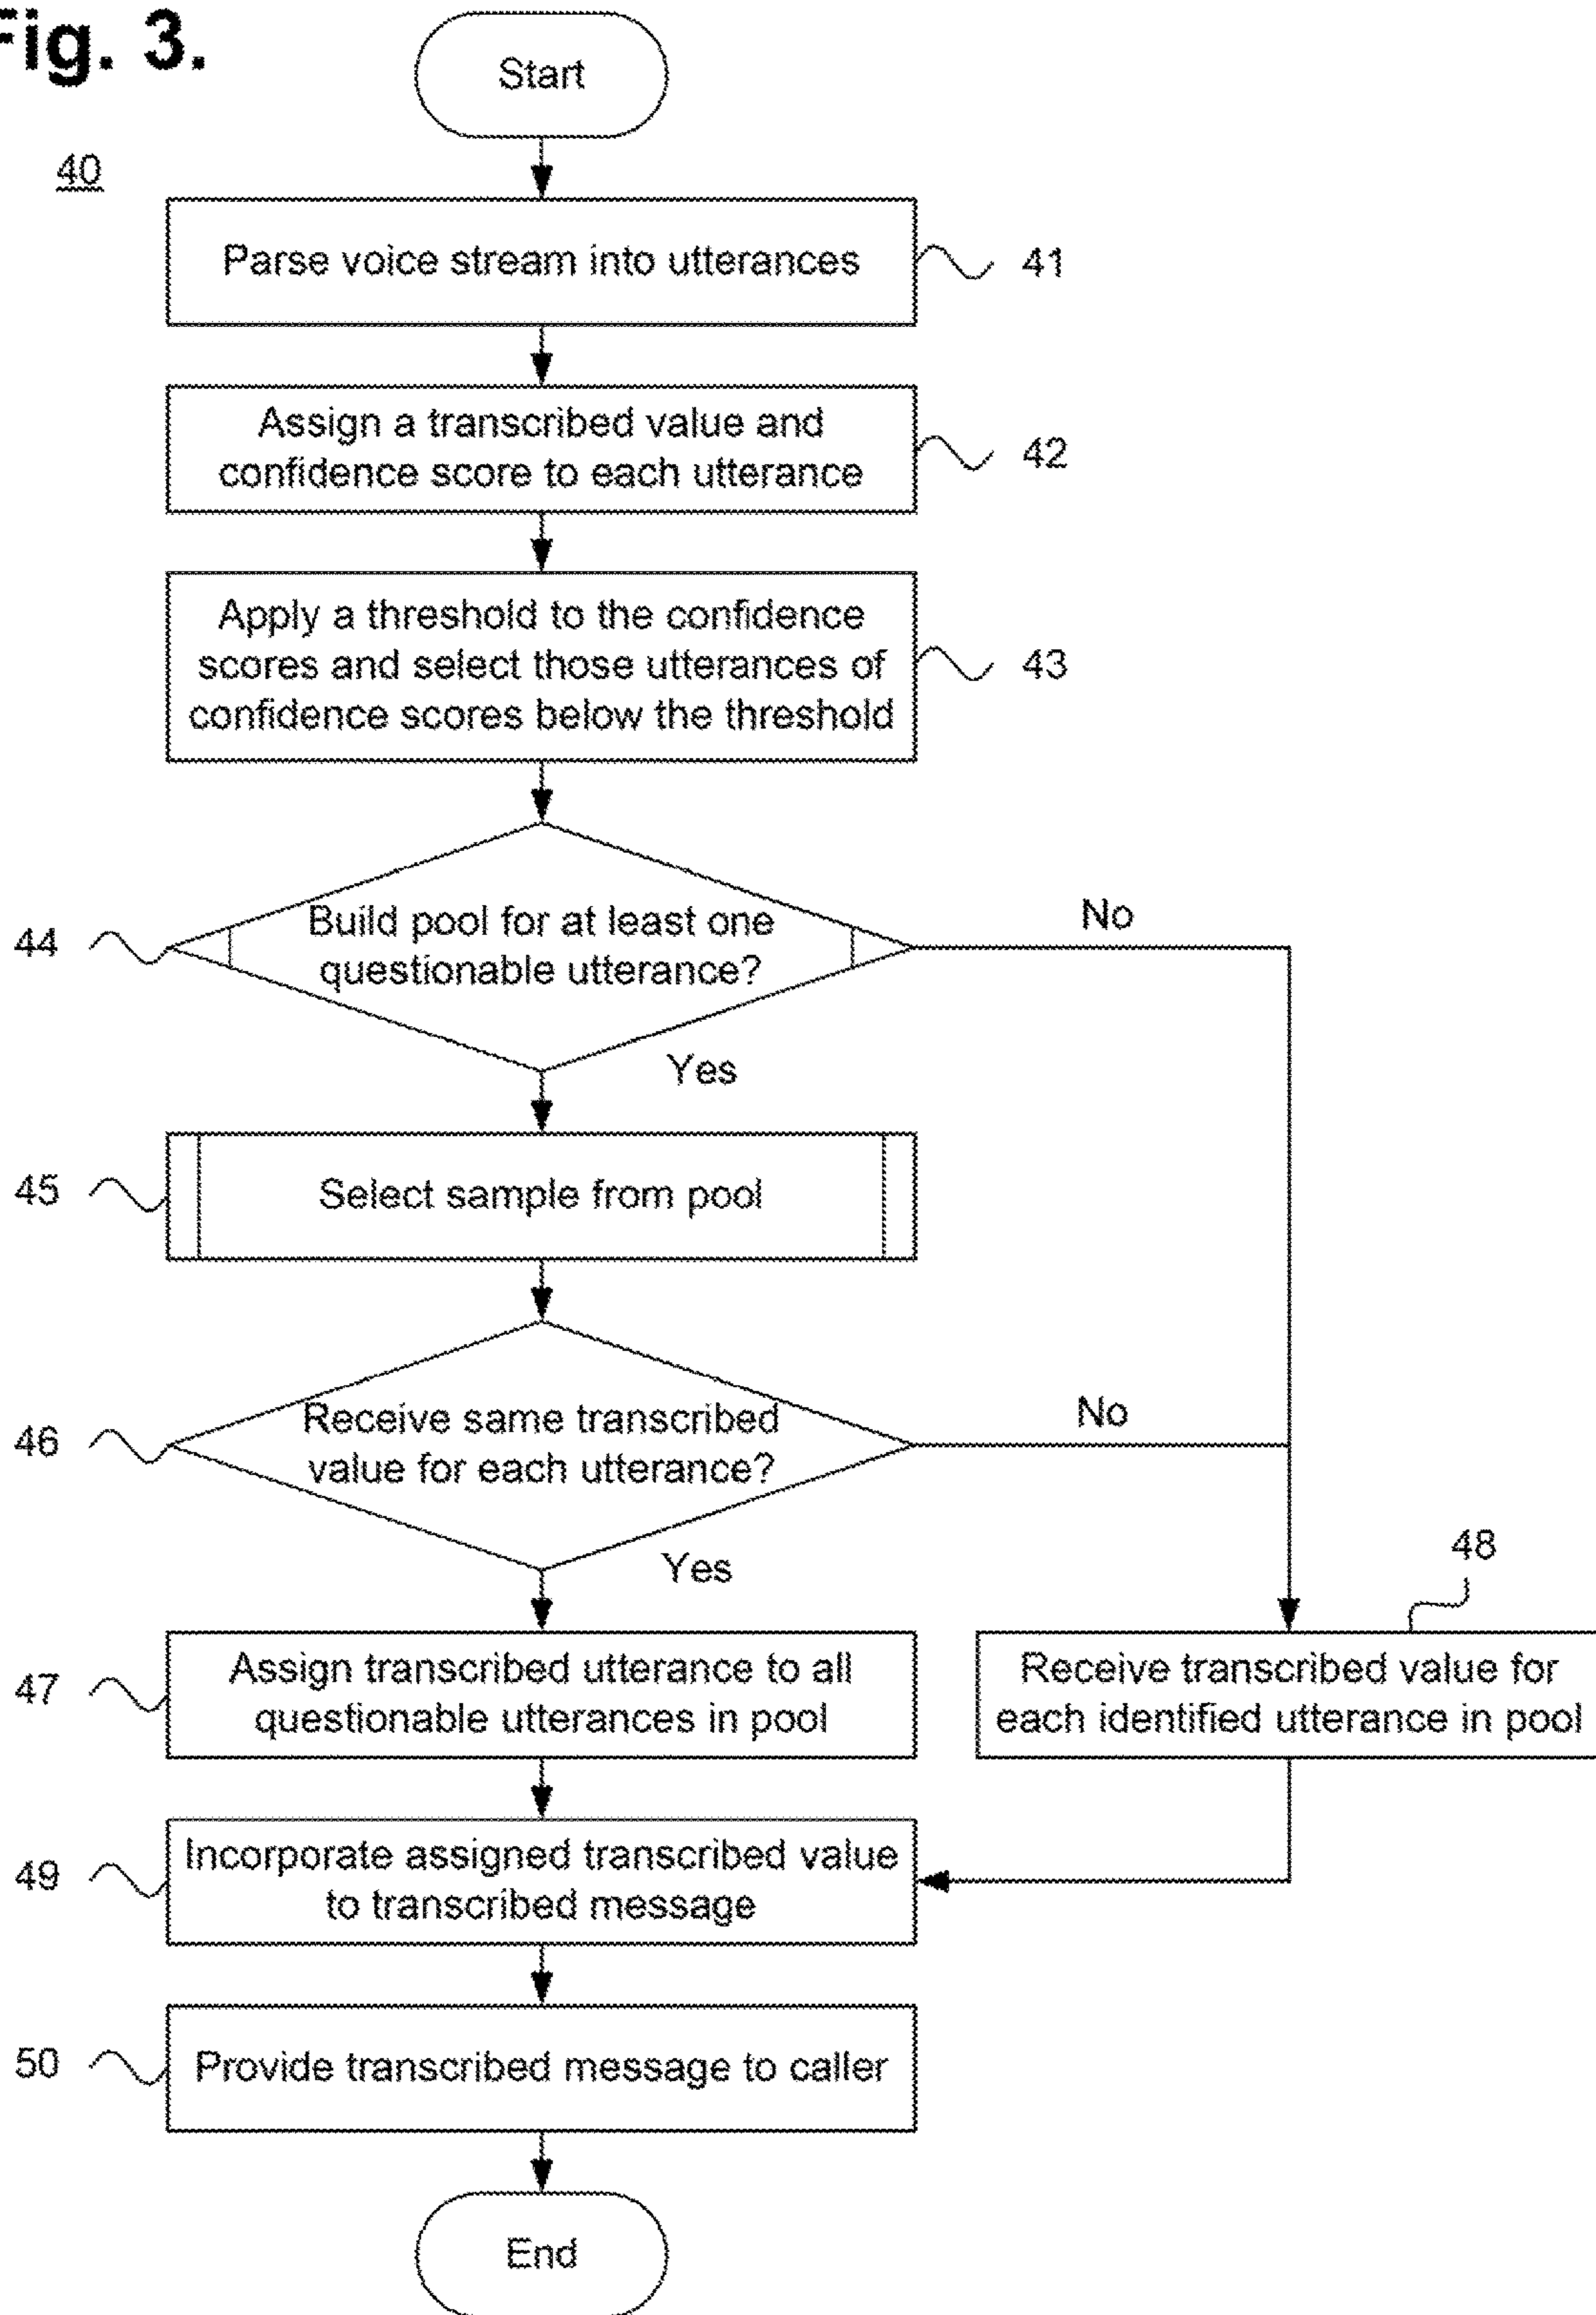 Fig. 3.
Start
40
Parse voice stream into utterances
41
Assign a transcribed value and
confidence score to each utterance
42
Apply a threshold to the confidence
scores and select those utterances of
confidence scores below the threshold
43
44
Build pool for at least one
questionable utterance?
No
Yes
45
Select sample from pool
46
Receive same transcribed
value for each utterance?
No
Yes
48
47
Assign transcribed utterance to all
questionable utterances in pool
Receive transcribed value for
each identified utterance in pool
49
Incorporate assigned transcribed value
to transcribed message
50
Provide transcribed message to caller
End